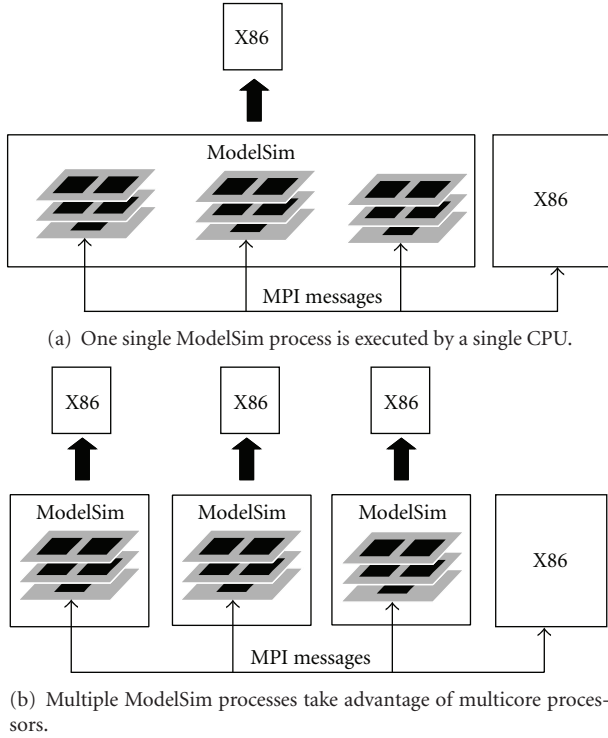 X86
ModelSim
X86
MPI messages
(a) One single ModelSim process is executed by a single CPU.
X86 X86 X86
ModelSim ModelSim ModelSim
X86
MPI messages
(b) Multiple ModelSim processes take advantage of multicore proces-
sors.